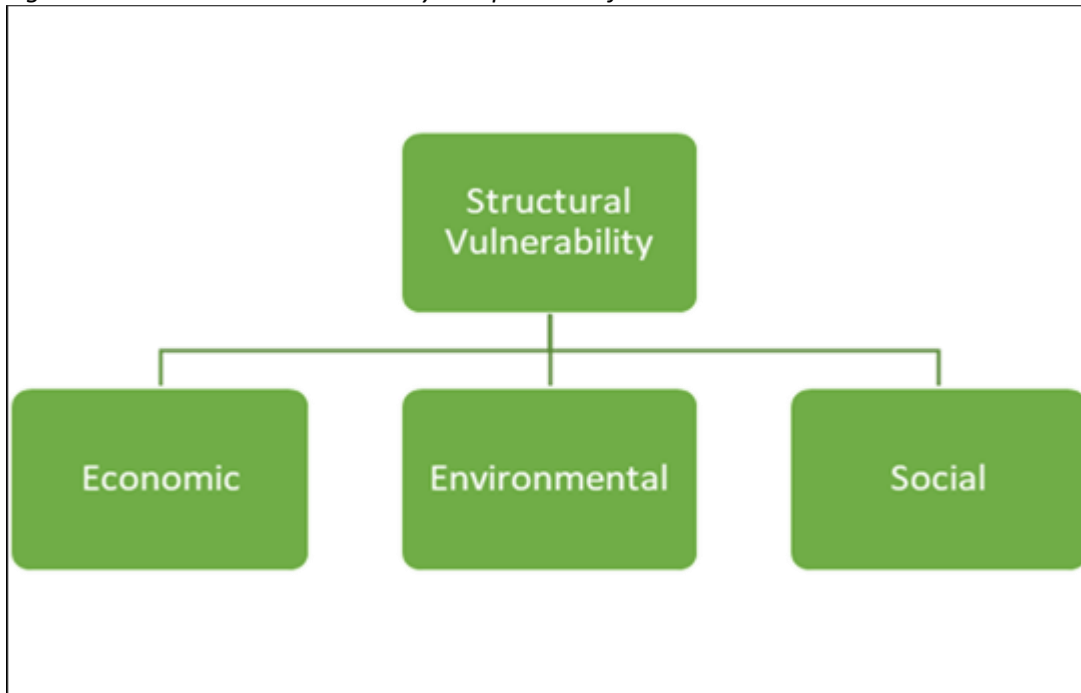 Structural
Vulnerability
Economic
Environmental
Social